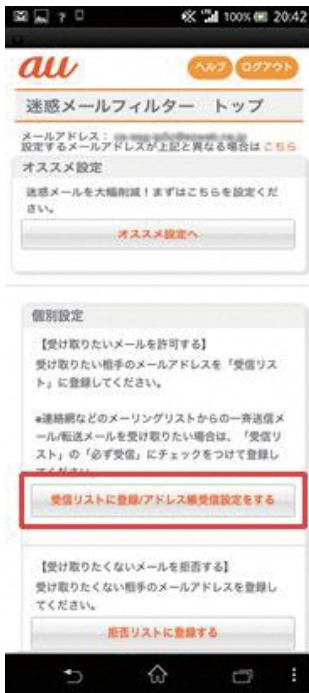 100% 20:42
au
ヘルプ ログアウト
迷惑メールフィルター トップ
メールアドレス：
設定するメールアドレスが上記と異なる場合は こちら
オススメ設定
迷惑メールを大幅削減！まずはこちらを設定くだ
さい。
オススメ設定へ
個別設定
【受け取りたいメールを許可する】
受け取りたい相手のメールアドレスを「受信リス
ト」に登録してください。
※連絡網などのメーリングリストからの一斉送信メ
ール/転送メールを受け取りたい場合は、「受信リ
スト」の「必ず受信」にチェックをつけて登録し
てください。
受信リストに登録/アドレス帳受信設定をする
【受け取りたくないメールを拒否する】
受け取りたくない相手のメールアドレスを登録し
てください。
拒否リストに登録する